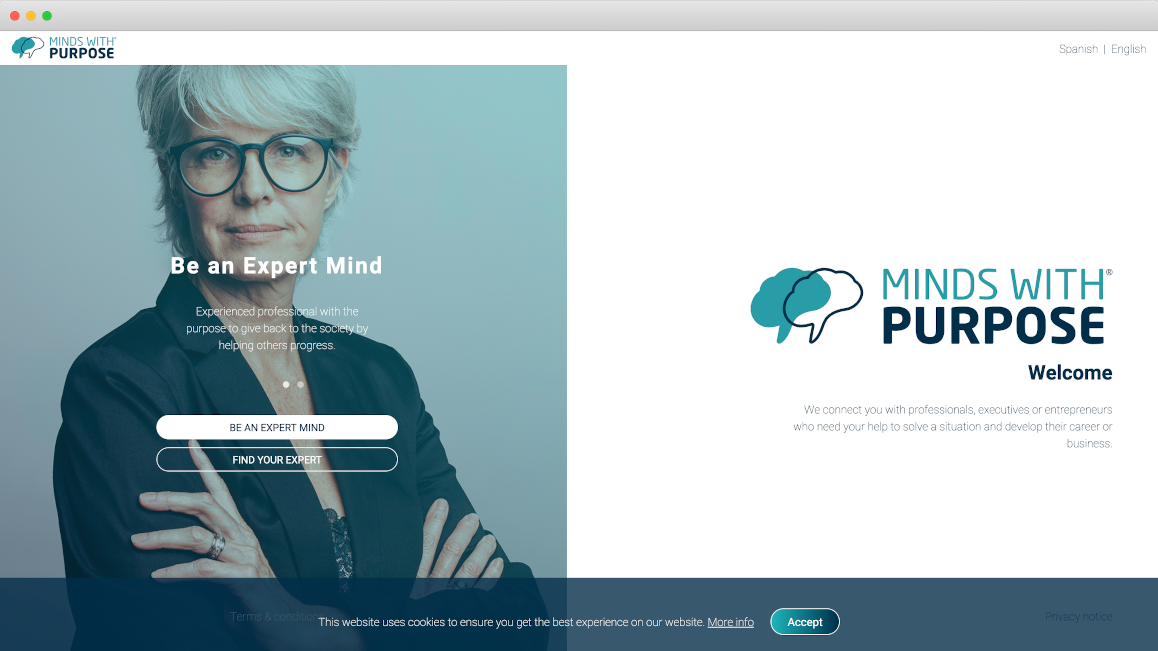 MINDS WITH®
PURPOSE
Spanish | English
Be an Expert Mind
Experienced professional with the
purpose to give back to the society by
helping others progress.
BE AN EXPERT MIND
FIND YOUR EXPERT
MINDS WITH®
PURPOSE
Welcome
We connect you with professionals, executives or entrepreneurs
who need your help to solve a situation and develop their career or
business.
Terms & conditions
This website uses cookies to ensure you get the best experience on our website. More info
Accept
Privacy notice